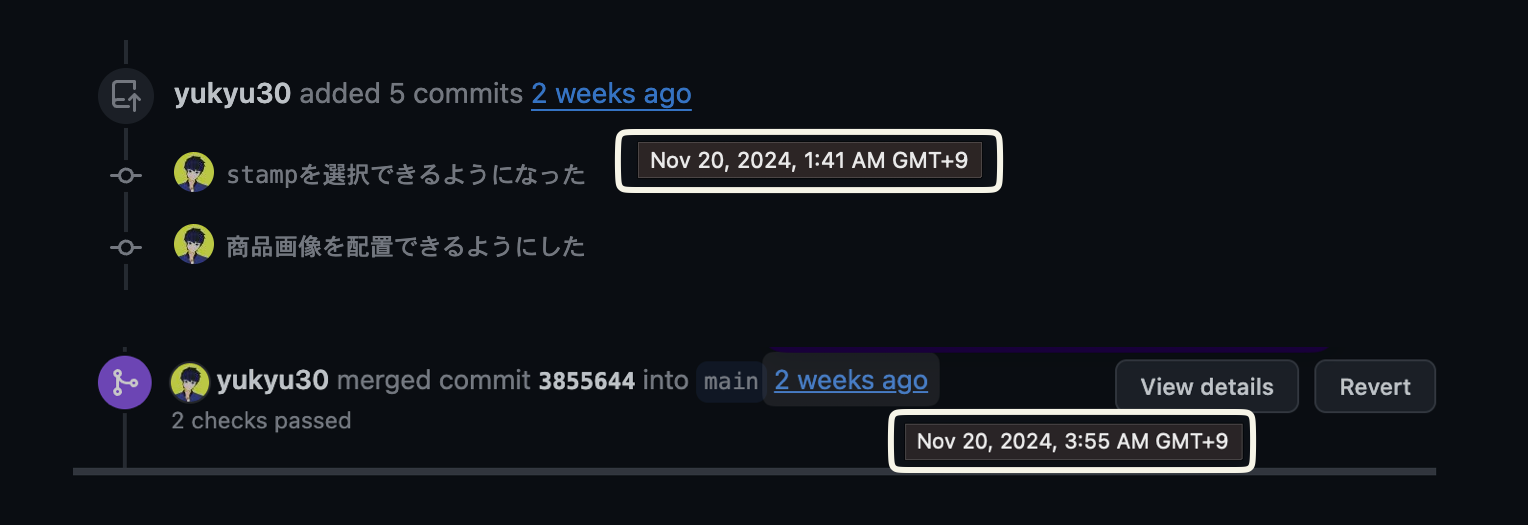 yukyu30 added 5 commits 2 weeks ago
Nov 20, 2024, 1:41 AM GMT+9
stampを選択できるようになった
商品画像を配置できるようにした
yukyu30 merged commit 3855644 into main 2 weeks ago
View details
Revert
2 checks passed
Nov 20, 2024, 3:55 AM GMT+9